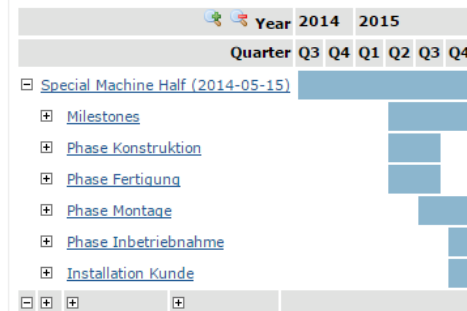 Year 2014 2015
Quarter Q3 Q4 Q1 Q2 Q3 Q4
Special Machine Half (2014-05-15)
Milestones
Phase Konstruktion
Phase Fertigung
Phase Montage
Phase Inbetriebnahme
Installation Kunde